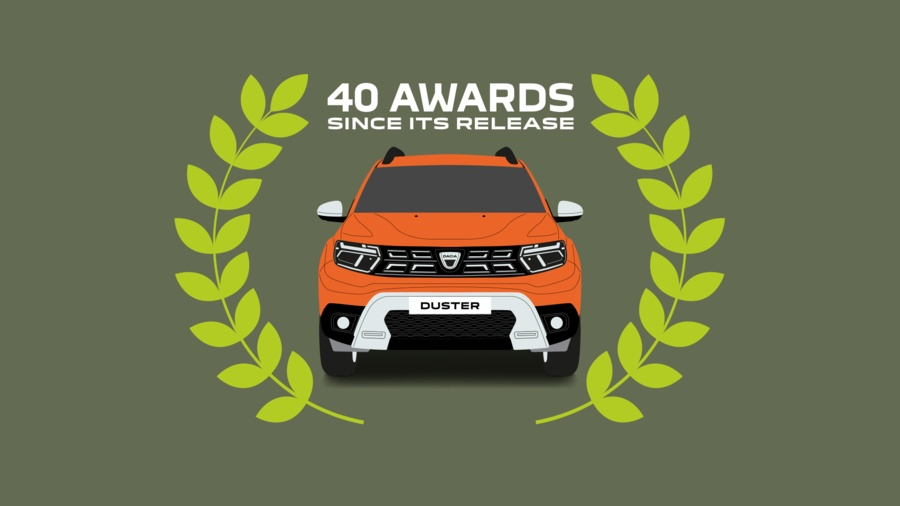 40 AWARDS
SINCE ITS RELEASE
DACIA
DUSTER